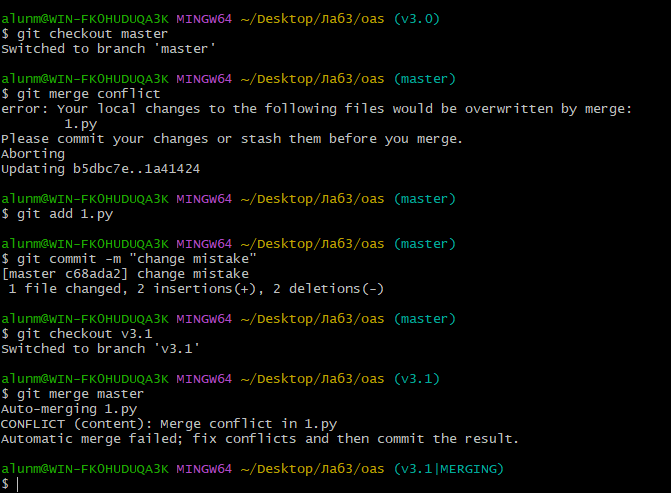 alunm@WIN-FKOHUDUQA3K MINGW64 ~/Desktop/Лаб3/oas (v3.0)
$ git checkout master
Switched to branch 'master'
alunm@WIN-FKOHUDUQA3K MINGW64 ~/Desktop/Лаб3/oas (master)
$ git merge conflict
error: Your local changes to the following files would be overwritten by merge:
        1.py
Please commit your changes or stash them before you merge.
Aborting
Updating b5dbc7e..1a41424
alunm@WIN-FKOHUDUQA3K MINGW64 ~/Desktop/Лаб3/oas (master)
$ git add 1.py
alunm@WIN-FKOHUDUQA3K MINGW64 ~/Desktop/Лаб3/oas (master)
$ git commit -m "change mistake"
[master c68ada2] change mistake
 1 file changed, 2 insertions(+), 2 deletions(-)
alunm@WIN-FKOHUDUQA3K MINGW64 ~/Desktop/Лаб3/oas (master)
$ git checkout v3.1
Switched to branch 'v3.1'
alunm@WIN-FKOHUDUQA3K MINGW64 ~/Desktop/Лаб3/oas (v3.1)
$ git merge master
Auto-merging 1.py
CONFLICT (content): Merge conflict in 1.py
Automatic merge failed; fix conflicts and then commit the result.
alunm@WIN-FKOHUDUQA3K MINGW64 ~/Desktop/Лаб3/oas (v3.1|MERGING)
$